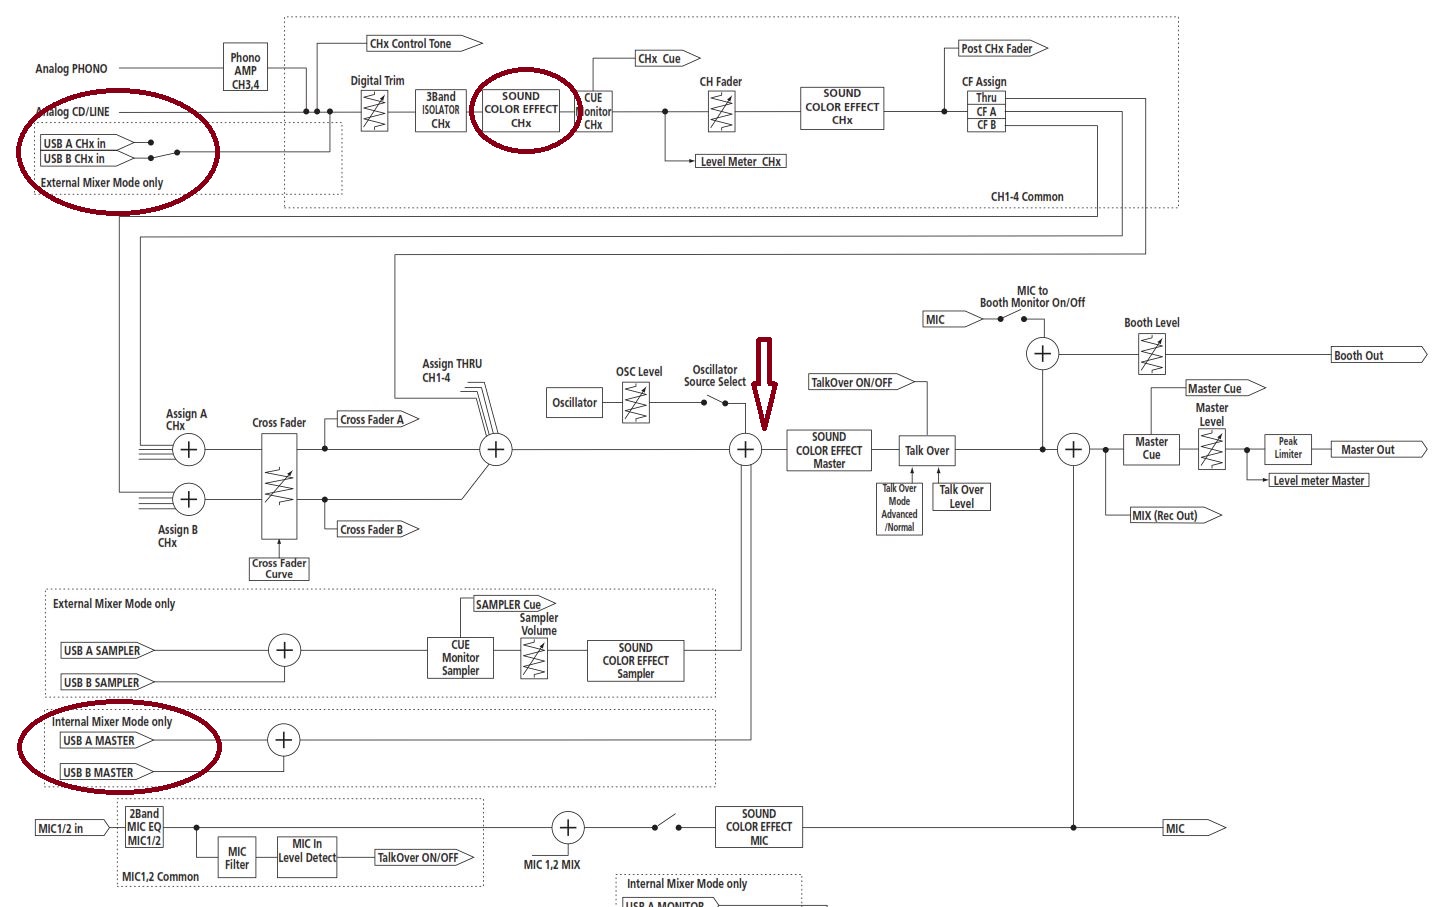 CHx Control Tone
Phono
AMP
CH3,4
Analog PHONO
Post CHx Fader
CHx Cue
Digital Trim
CH Fader
CF Assign
3Band
ISOLATOR
CHx
SOUND
COLOR EFFECT
CHx
CUE
Monitor
CHx
SOUND
COLOR EFFECT
CHx
Thru
CF A
CF B
Analog CD/LINE
USB A CHx in
USB B CHx in
External Mixer Mode only
Level Meter CHx
CH1-4 Common
MIC to
Booth Monitor On/Off
MIC
Booth Level
Booth Out
Assign THRU
CH1-4
OSC Level
Oscillator
Source Select
Oscillator
TalkOver ON/OFF
Master Cue
Master
Level
Assign A
CHx
Cross Fader
Cross Fader A
SOUND
COLOR EFFECT
Master
Talk Over
Master
Cue
Peak
Limiter
Master Out
Level meter Master
Talk Over
Mode
Advanced
/Normal
Talk Over
Level
MIX (Rec Out)
Assign B
CHx
Cross Fader B
Cross Fader
Curve
External Mixer Mode only
SAMPLER Cue
Sampler
Volume
USB A SAMPLER
USB B SAMPLER
CUE
Monitor
Sampler
SOUND
COLOR EFFECT
Sampler
Internal Mixer Mode only
USB A MASTER
USB B MASTER
MIC1/2 in
2Band
MIC EQ
MIC1/2
MIC
Filter
MIC In
Level Detect
TalkOver ON/OFF
MIC1,2 Common
MIC 1,2 MIX
SOUND
COLOR EFFECT
MIC
MIC
Internal Mixer Mode only
USB A MONITOR